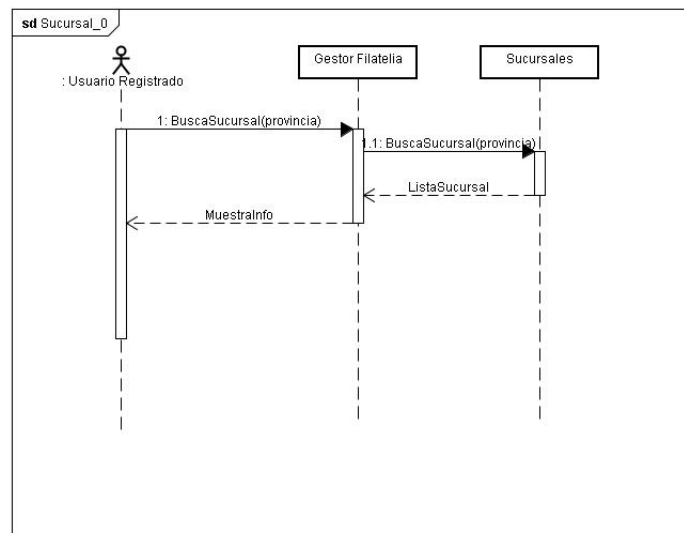 sd Sucursal_0
: Usuario Registrado
Gestor Filatelia
Sucursales
1: BuscaSucursal(provincia)
1.1: BuscaSucursal(provincia)
ListaSucursal
MuestraInfo